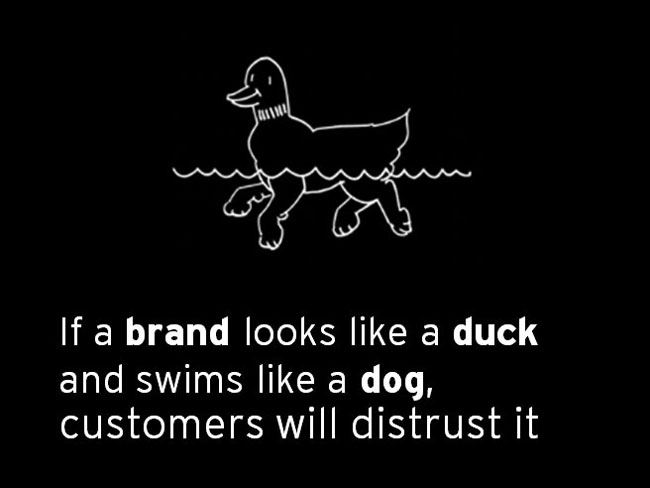 If a brand looks like a duck
and swims like a dog,
customers will distrust it